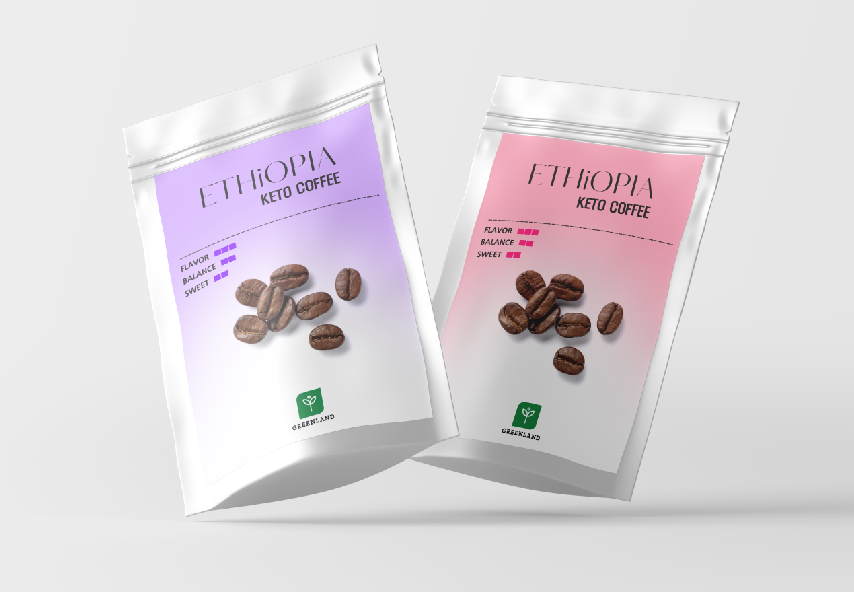 ETHiOPIA
KETO COFFEE
FLAVOR
BALANCE
SWEET
GREENLAND
ETHiOPIA
KETO COFFEE
FLAVOR
BALANCE
SWEET
GREENLAND